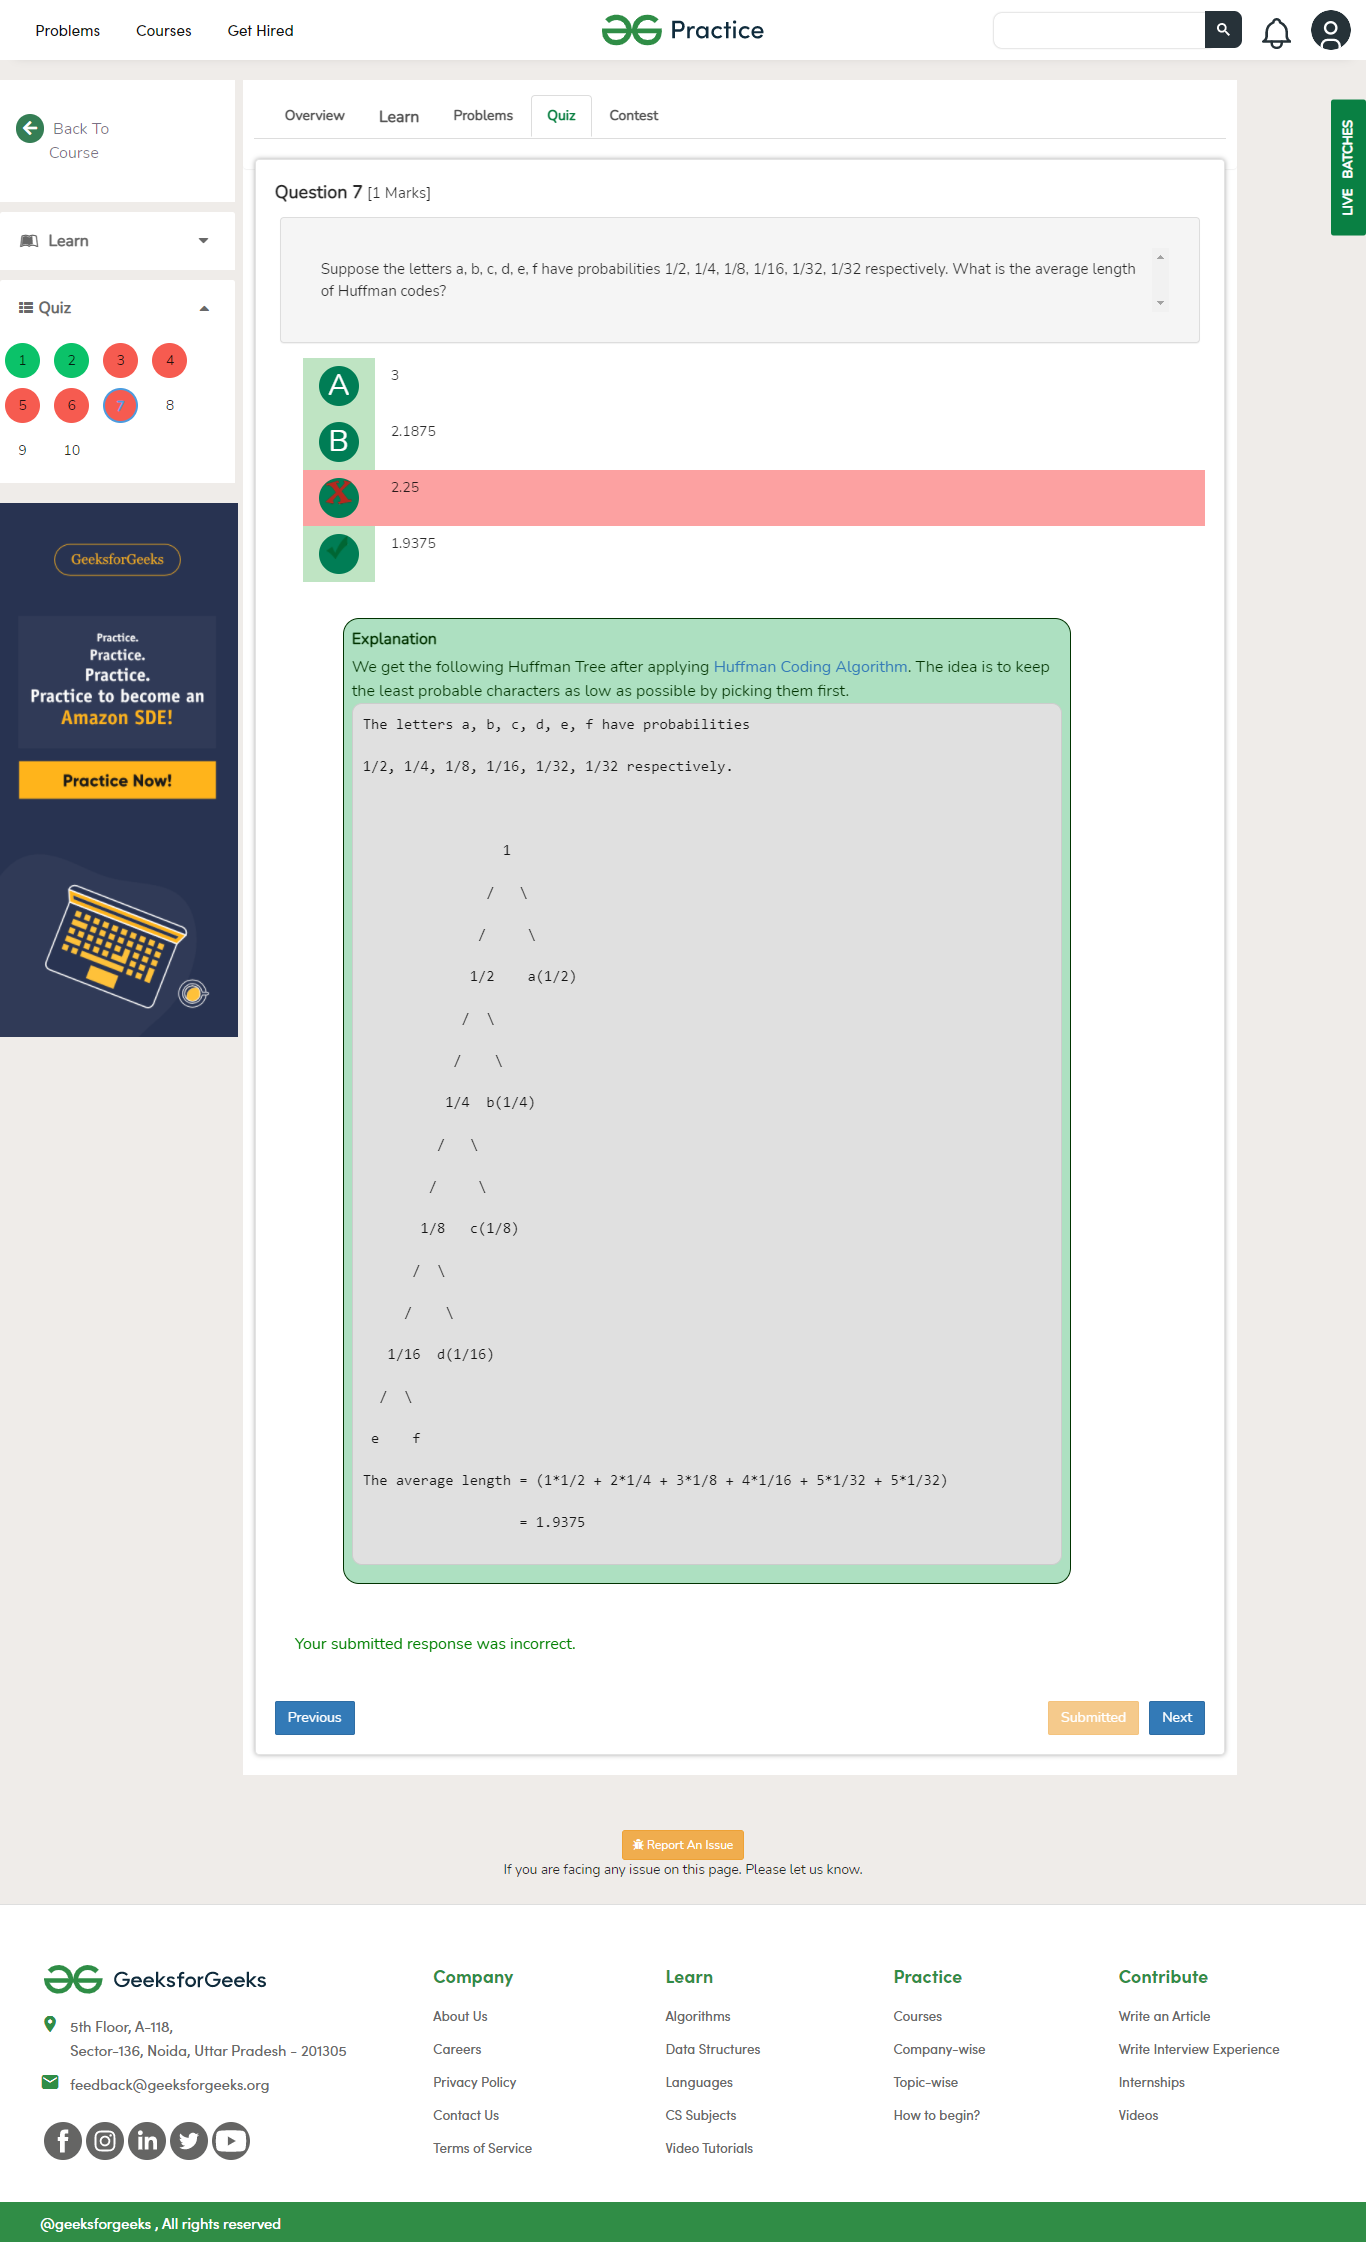 Problems Courses Get Hired
Practice
Back To
Course
Learn
Quiz
1 2 3 4
5 6 7 8
9 10
GeeksforGeeks
Practice.
Practice.
Practice.
Practice to become an
Amazon SDE!
Practice Now!
Overview Learn Problems Quiz Contest
LIVE BATCHES
Question 7 [1 Marks]
Suppose the letters a, b, c, d, e, f have probabilities 1/2, 1/4, 1/8, 1/16, 1/32, 1/32 respectively. What is the average length
of Huffman codes?
A 3
B 2.1875
X 2.25
✓ 1.9375
Explanation
We get the following Huffman Tree after applying Huffman Coding Algorithm. The idea is to keep
the least probable characters as low as possible by picking them first.
The letters a, b, c, d, e, f have probabilities
1/2, 1/4, 1/8, 1/16, 1/32, 1/32 respectively.
1
/ \
/ \
1/2 a(1/2)
/ \
/ \
1/4 b(1/4)
/ \
/ \
1/8 c(1/8)
/ \
/ \
1/16 d(1/16)
/ \
e f
The average length = (1*1/2 + 2*1/4 + 3*1/8 + 4*1/16 + 5*1/32 + 5*1/32)
= 1.9375
Your submitted response was incorrect.
Previous Submitted Next
Report An Issue
If you are facing any issue on this page. Please let us know.
GeeksforGeeks
5th Floor, A-118,
Sector-136, Noida, Uttar Pradesh - 201305
feedback@geeksforgeeks.org
Company
About Us
Careers
Privacy Policy
Contact Us
Terms of Service
Learn
Algorithms
Data Structures
Languages
CS Subjects
Video Tutorials
Practice
Courses
Company-wise
Topic-wise
How to begin?
Contribute
Write an Article
Write Interview Experience
Internships
Videos
@geeksforgeeks , All rights reserved